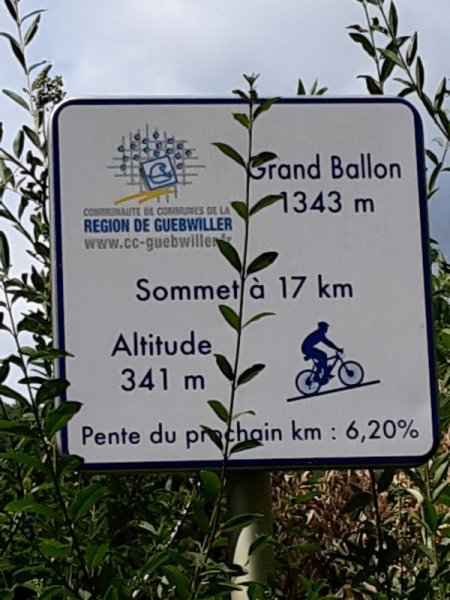 Grand Ballon
1343 m
COMMUNAUTE DE COMMUNES DE LA
REGION DE GUEBWILLER
www.cc-guebwiller.fr
Sommet à 17 km
Altitude
341 m
Pente du prochain km : 6,20%